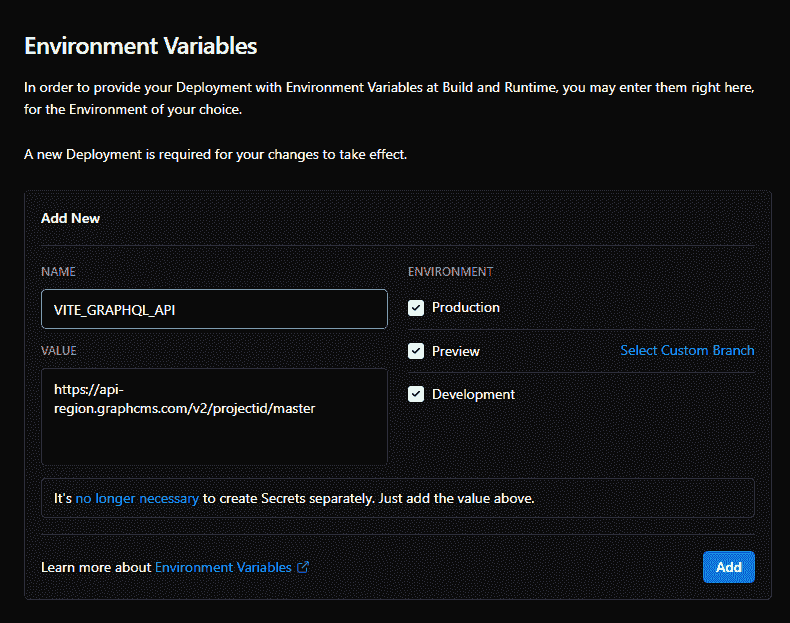 Environment Variables
In order to provide your Deployment with Environment Variables at Build and Runtime, you may enter them right here,
for the Environment of your choice.
A new Deployment is required for your changes to take effect.
Add New
NAME
VITE_GRAPHQL_API
VALUE
https://api-
region.graphcms.com/v2/projectid/master
ENVIRONMENT
Production
Preview
Select Custom Branch
Development
It's no longer necessary to create Secrets separately. Just add the value above.
Learn more about Environment Variables
Add